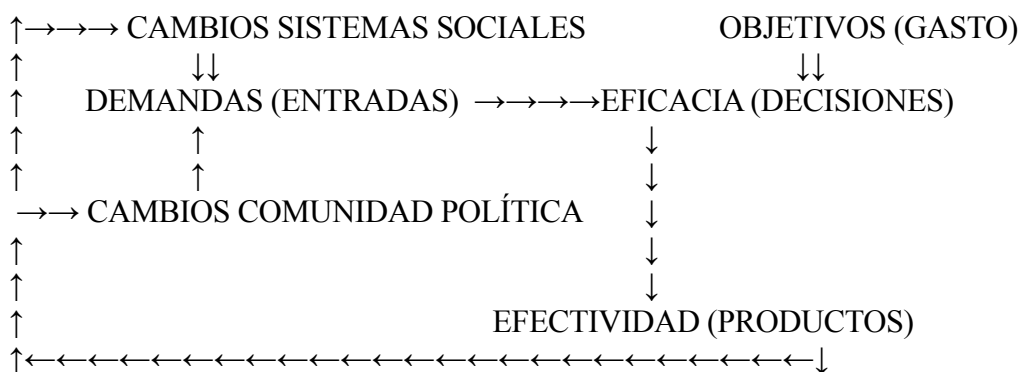 ↑→→→ CAMBIOS SISTEMAS SOCIALES OBJETIVOS (GASTO)
↑ ↓↓ ↓↓
↑ DEMANDAS (ENTRADAS) →→→→EFICACIA (DECISIONES)
↑ ↑ ↓
↑ ↑ ↓
→→ CAMBIOS COMUNIDAD POLÍTICA ↓
↑ ↓
↑ ↓
↑ EFECTIVIDAD (PRODUCTOS)
↑←←←←←←←←←←←←←←←←←←←←←←←←←↓